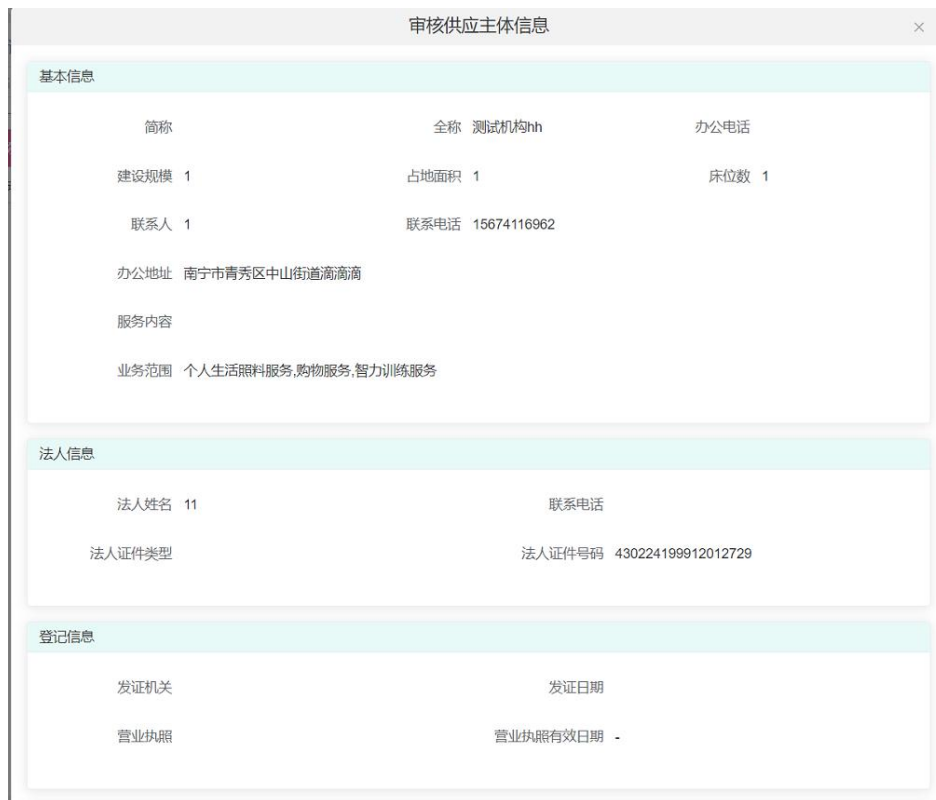 审核供应主体信息
基本信息
简称 全称 测试机构hh 办公电话
建设规模 1 占地面积 1 床位数 1
联系人 1 联系电话 15674116962
办公地址 南宁市青秀区中山街道滴滴滴
服务内容
业务范围 个人生活照料服务,购物服务,智力训练服务
法人信息
法人姓名 11 联系电话
法人证件类型 法人证件号码 430224199912012729
登记信息
发证机关 发证日期
营业执照 营业执照有效日期 -